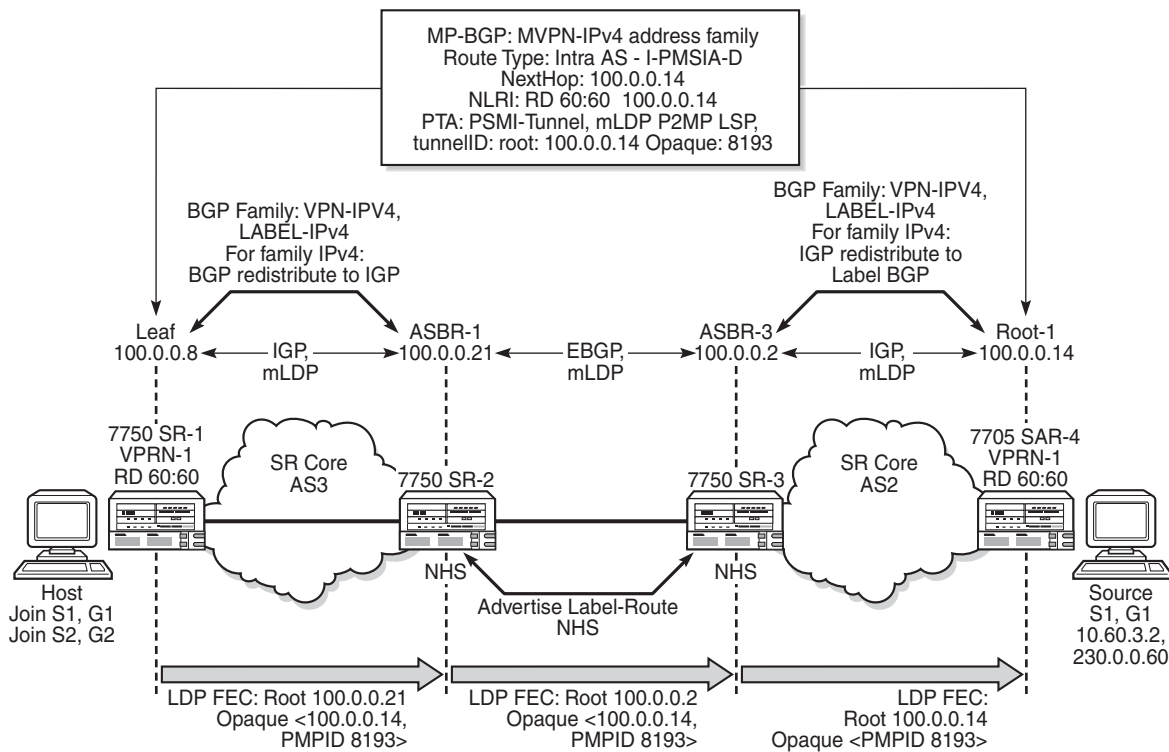 MP-BGP: MVPN-IPv4 address family
Route Type: Intra AS - I-PMSIA-D
NextHop: 100.0.0.14
NLRI: RD 60:60 100.0.0.14
PTA: PSMI-Tunnel, mLDP P2MP LSP,
tunnelID: root: 100.0.0.14 Opaque: 8193
BGP Family: VPN-IPV4,
LABEL-IPv4
For family IPv4:
BGP redistribute to IGP
BGP Family: VPN-IPV4,
LABEL-IPv4
For family IPv4:
IGP redistribute to
Label BGP
Leaf
100.0.0.8
IGP,
mLDP
ASBR-1
100.0.0.21
EBGP,
mLDP
ASBR-3
100.0.0.2
IGP,
mLDP
Root-1
100.0.0.14
7750 SR-1
VPRN-1
RD 60:60
SR Core
AS3
7750 SR-2
7750 SR-3
SR Core
AS2
7705 SAR-4
VPRN-1
RD 60:60
Host
Join S1, G1
Join S2, G2
NHS
Advertise Label-Route
NHS
NHS
Source
S1, G1
10.60.3.2,
230.0.0.60
LDP FEC: Root 100.0.0.21
Opaque <100.0.0.14,
PMPID 8193>
LDP FEC: Root 100.0.0.2
Opaque <100.0.0.14,
PMPID 8193>
LDP FEC:
Root 100.0.0.14
Opaque <PMPID 8193>